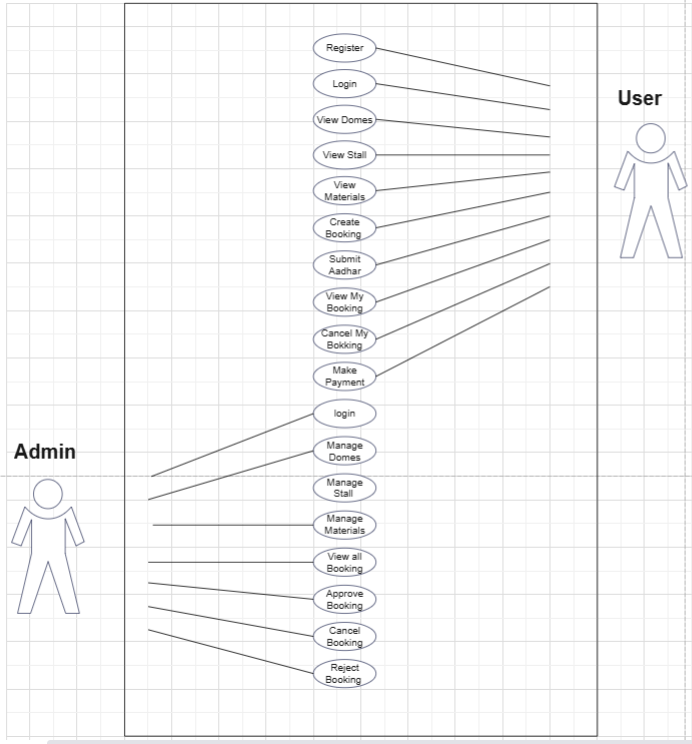 Register
Login
User
View Domes
View Stall
View
Materials
Create
Booking
Submit
Aadhar
View My
Booking
Cancel My
Bokking
Make
Payment
login
Admin
Manage
Domes
Manage
Stall
Manage
Materials
View all
Booking
Approve
Booking
Cancel
Booking
Reject
Booking